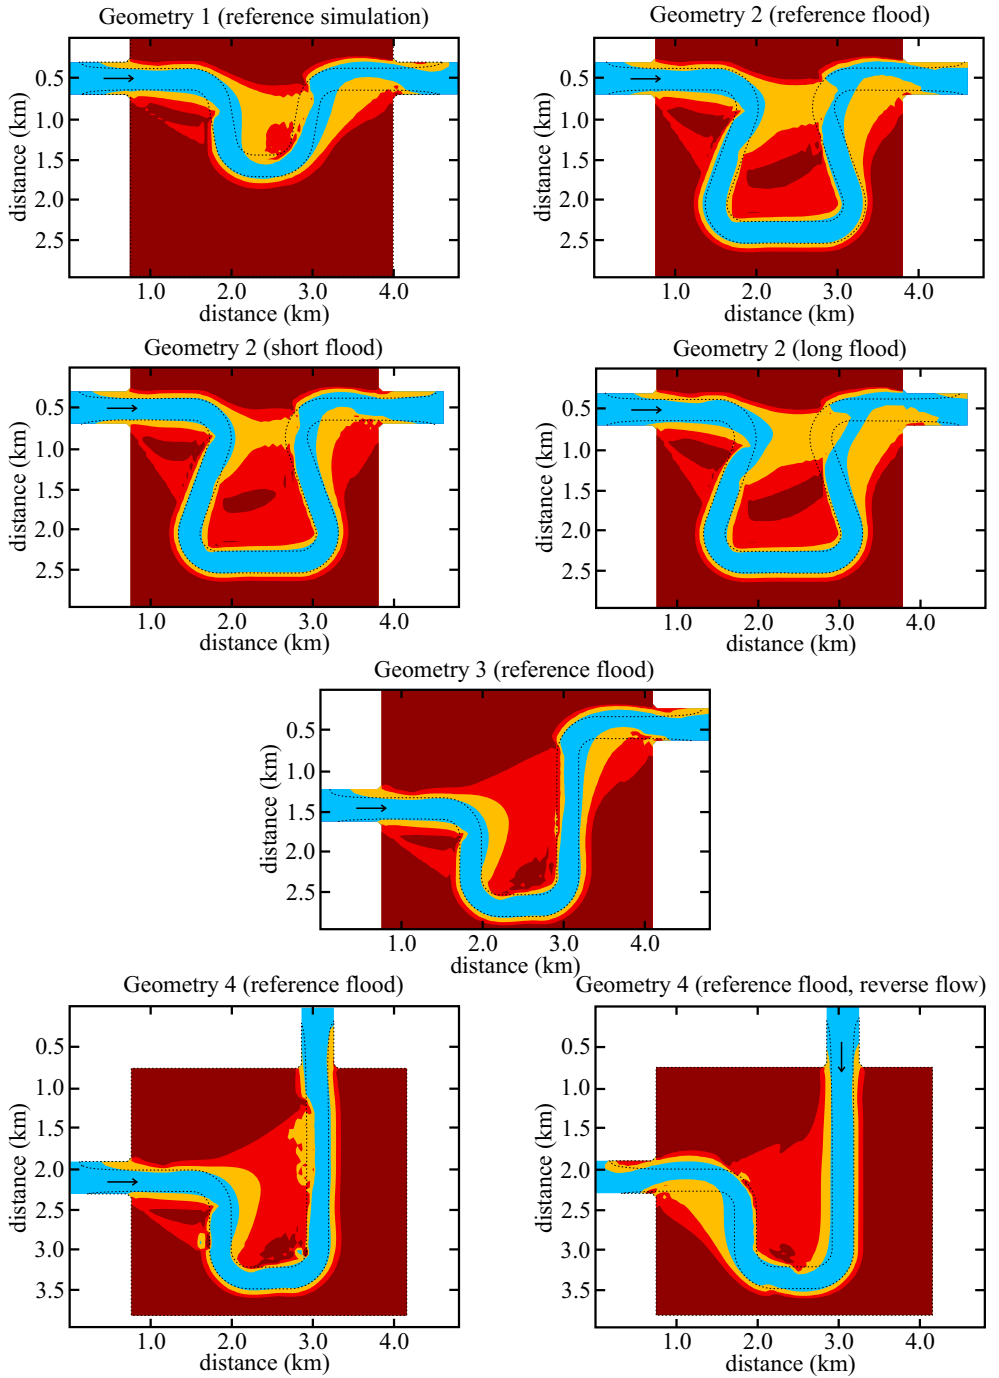 Geometry 1 (reference simulation)
0.5
1.0
1.5
2.0
2.5
distance (km)
1.0 2.0 3.0 4.0
distance (km)
Geometry 2 (reference flood)
0.5
1.0
1.5
2.0
2.5
distance (km)
1.0 2.0 3.0 4.0
distance (km)
Geometry 2 (short flood)
0.5
1.0
1.5
2.0
2.5
distance (km)
1.0 2.0 3.0 4.0
distance (km)
Geometry 2 (long flood)
0.5
1.0
1.5
2.0
2.5
distance (km)
1.0 2.0 3.0 4.0
distance (km)
Geometry 3 (reference flood)
0.5
1.0
1.5
2.0
2.5
distance (km)
1.0 2.0 3.0 4.0
distance (km)
Geometry 4 (reference flood)
0.5
1.0
1.5
2.0
2.5
3.0
3.5
distance (km)
1.0 2.0 3.0 4.0
distance (km)
Geometry 4 (reference flood, reverse flow)
0.5
1.0
1.5
2.0
2.5
3.0
3.5
distance (km)
1.0 2.0 3.0 4.0
distance (km)